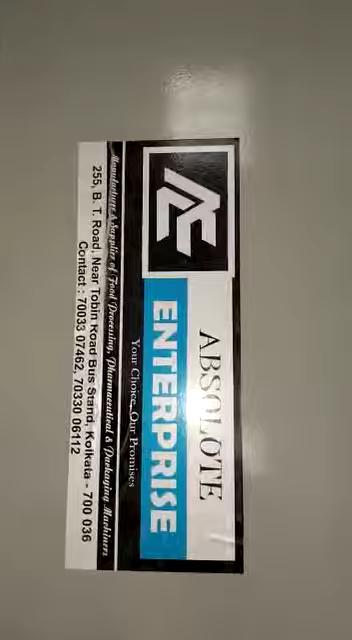 ABSOLUTE
ENTERPRISE
Your Choice, Our Promises
Manufacturer & Supplier of Food Processing, Pharmaceutical & Packaging Machinery
255, B. T. Road, Near Tobin Road Bus Stand, Kolkata - 700 036
Contact : 70033 07462, 70330 06112